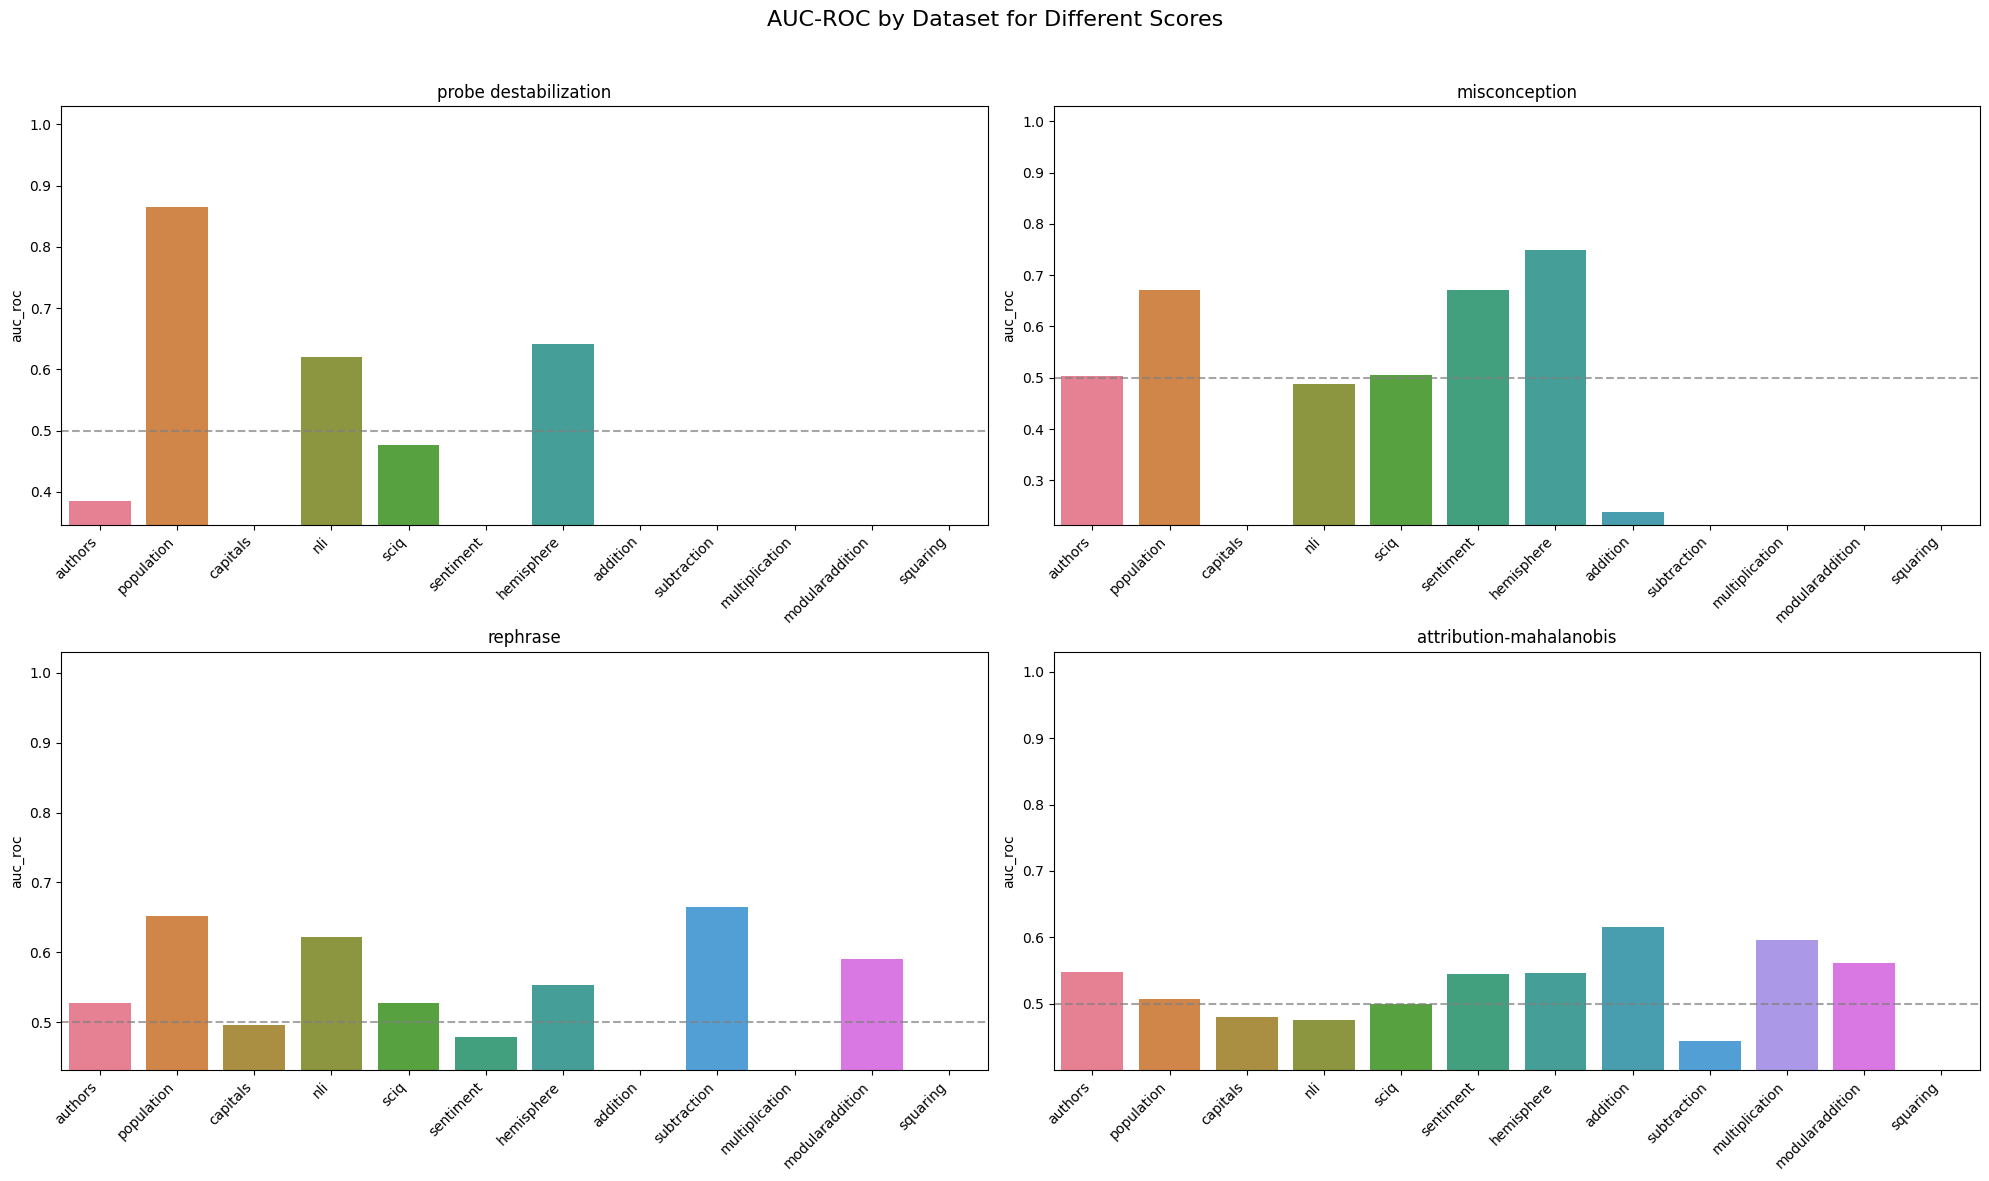 AUC-ROC by Dataset for Different Scores
probe destabilization
auc_roc
1.0
0.9
0.8
0.7
0.6
0.5
0.4
authors
population
capitals
nli
sciq
sentiment
hemisphere
addition
subtraction
multiplication
modularaddition
squaring
misconception
auc_roc
1.0
0.9
0.8
0.7
0.6
0.5
0.4
0.3
authors
population
capitals
nli
sciq
sentiment
hemisphere
addition
subtraction
multiplication
modularaddition
squaring
rephrase
auc_roc
1.0
0.9
0.8
0.7
0.6
0.5
authors
population
capitals
nli
sciq
sentiment
hemisphere
addition
subtraction
multiplication
modularaddition
squaring
attribution-mahalanobis
auc_roc
1.0
0.9
0.8
0.7
0.6
0.5
authors
population
capitals
nli
sciq
sentiment
hemisphere
addition
subtraction
multiplication
modularaddition
squaring